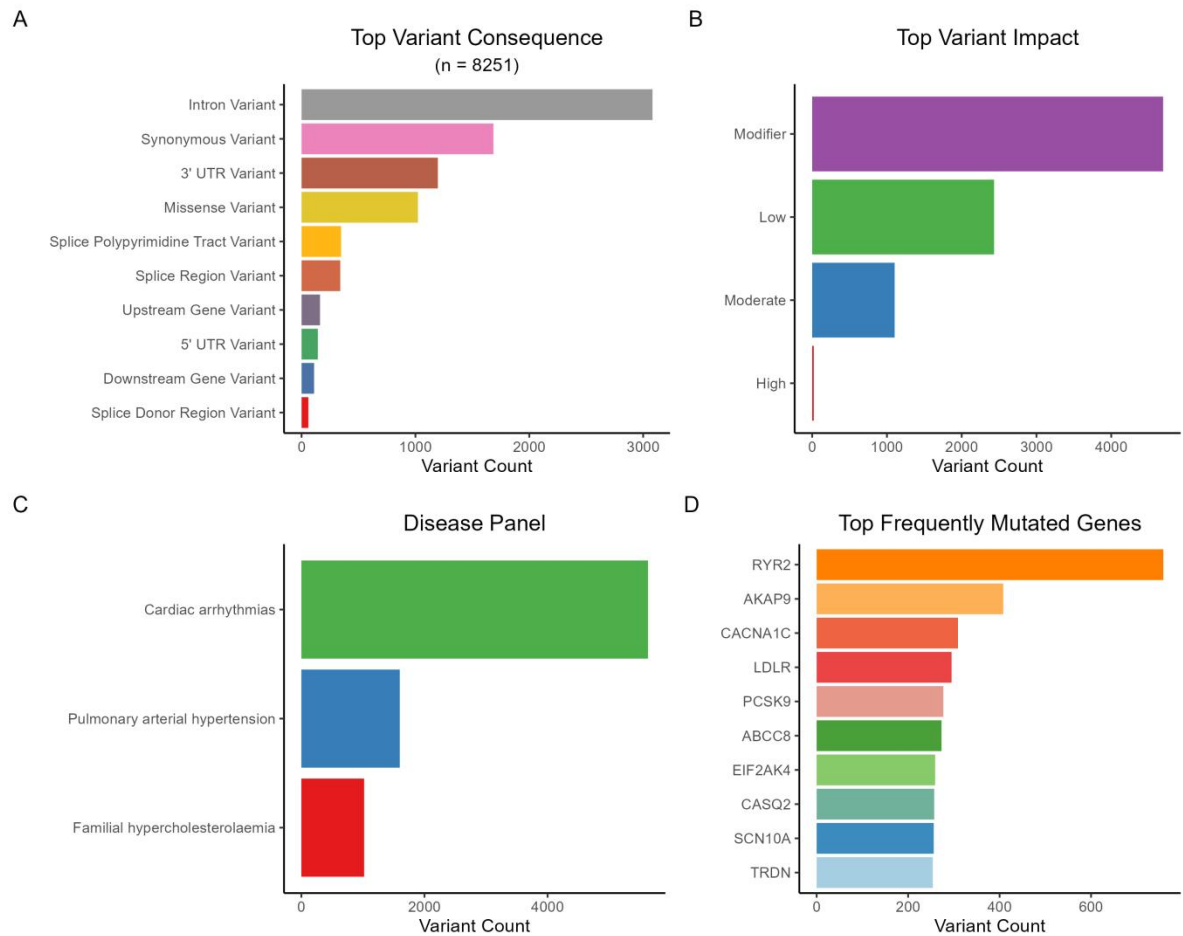 A
Top Variant Consequence
(n = 8251)
Intron Variant
Synonymous Variant
3' UTR Variant
Missense Variant
Splice Polypyrimidine Tract Variant
Splice Region Variant
Upstream Gene Variant
5' UTR Variant
Downstream Gene Variant
Splice Donor Region Variant
0 1000 2000 3000
Variant Count
B
Top Variant Impact
Modifier
Low
Moderate
High
0 1000 2000 3000 4000
Variant Count
C
Disease Panel
Cardiac arrhythmias
Pulmonary arterial hypertension
Familial hypercholesterolaemia
0 2000 4000
Variant Count
D
Top Frequently Mutated Genes
RYR2
AKAP9
CACNA1C
LDLR
PCSK9
ABCC8
EIF2AK4
CASQ2
SCN10A
TRDN
0 200 400 600
Variant Count